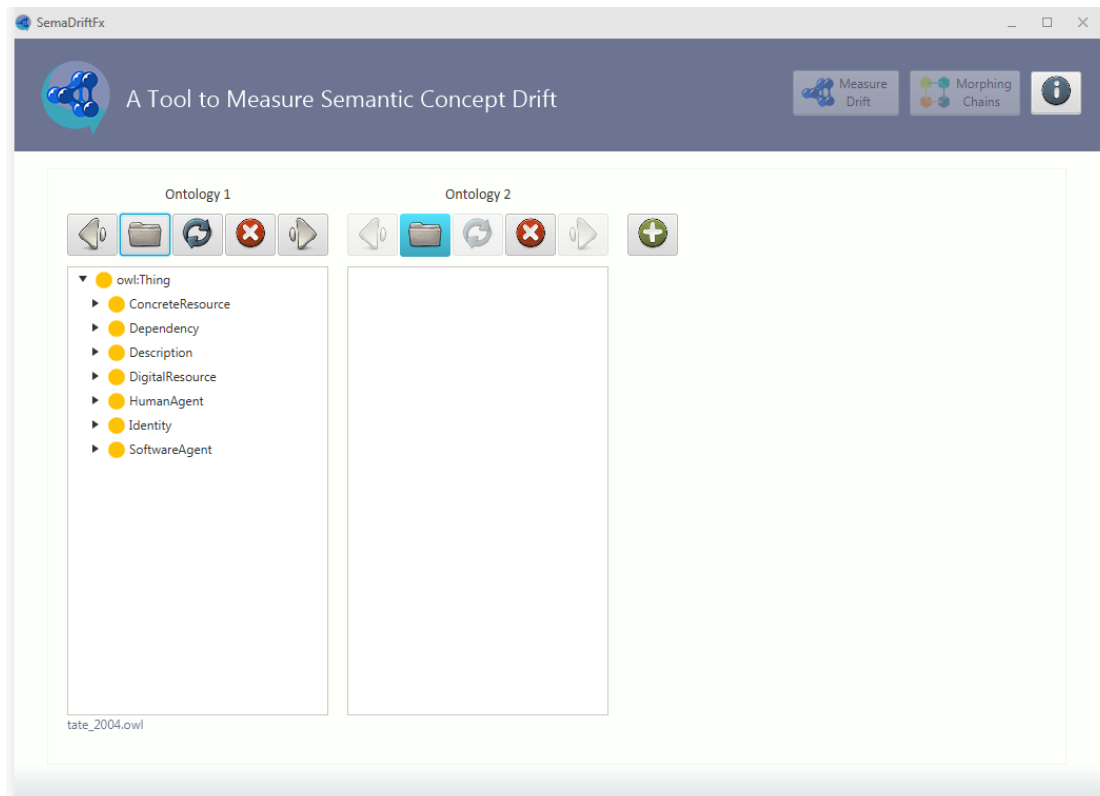 SemaDriftFx
A Tool to Measure Semantic Concept Drift
Measure
Drift
Morphing
Chains
Ontology 1
Ontology 2
owl:Thing
ConcreteResource
Dependency
Description
DigitalResource
HumanAgent
Identity
SoftwareAgent
tate_2004.owl